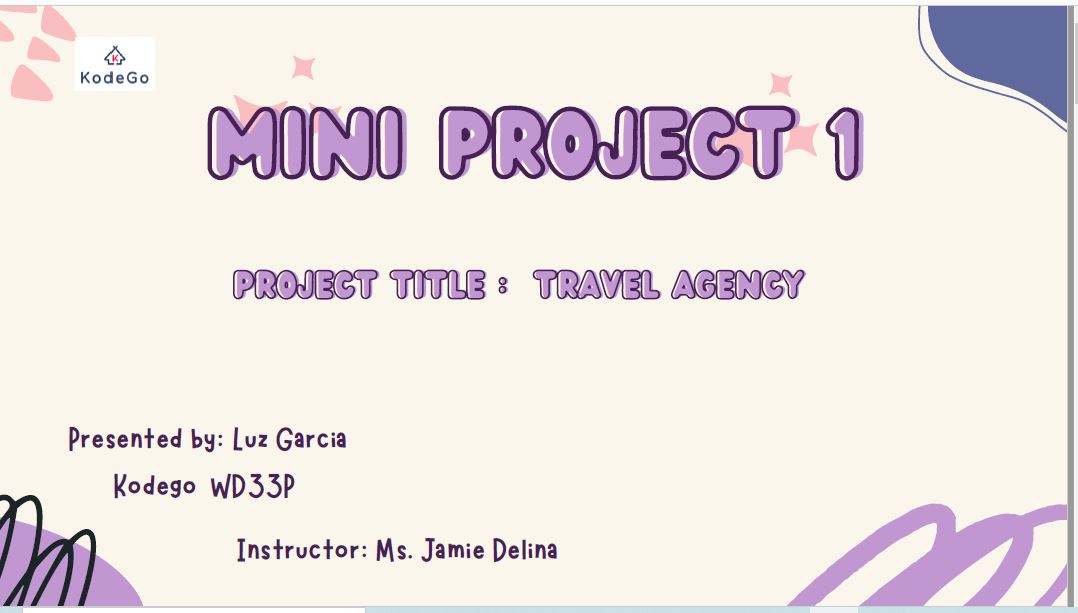 KodeGo
MINI PROJECT 1
PROJECT TITLE : TRAVEL AGENCY
Presented by: Luz Garcia
Kodego WD33P
Instructor: Ms. Jamie Delina